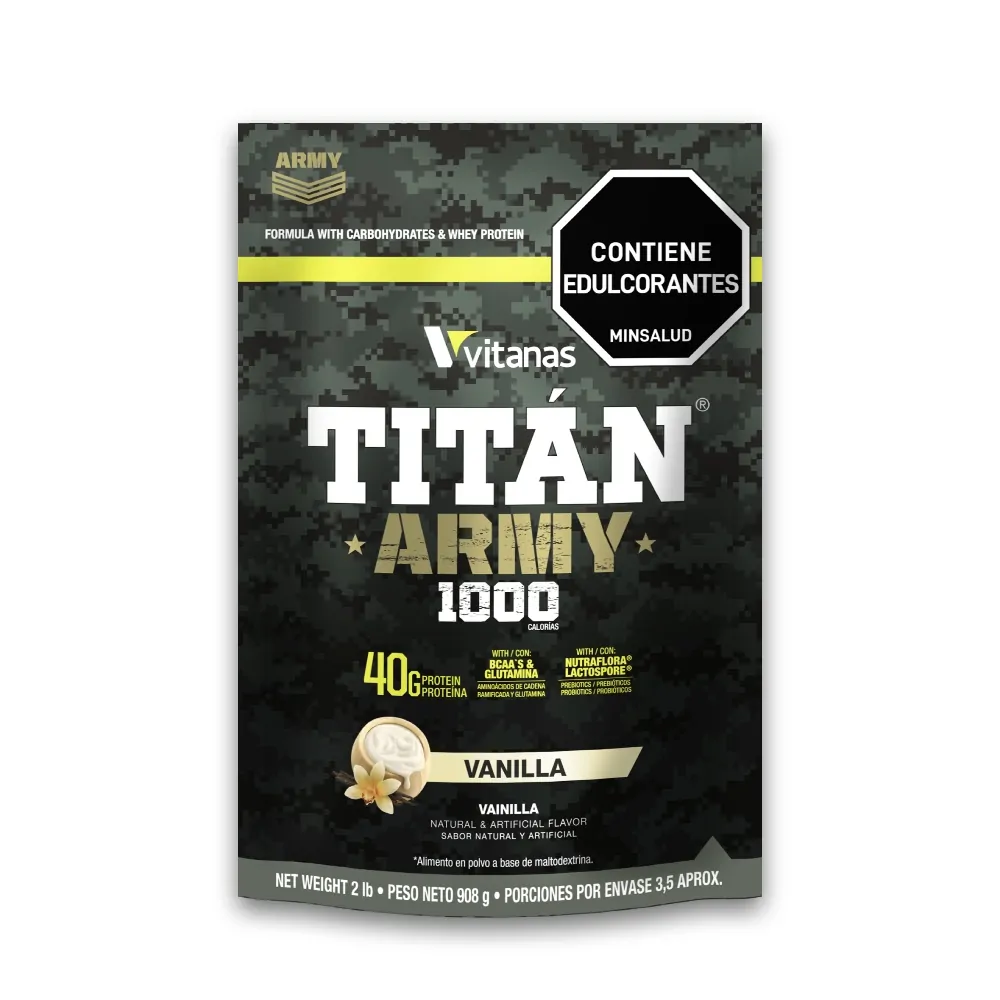 ARMY
FORMULA WITH CARBOHYDRATES & WHEY PROTEIN
CONTIENE
EDULCORANTES
MINSALUD
vitanas
TITÁN®
ARMY
1000
CALORÍAS
40G PROTEIN
PROTEÍNA
WITH / CON:
BCAA`S &
GLUTAMINA
AMINOÁCIDOS DE CADENA
RAMIFICADA Y GLUTAMINA
WITH / CON:
NUTRAFLORA®
LACTOSPORE®
PREBIOTICS / PREBIÓTICOS
PROBIOTICS / PROBIÓTICOS
VANILLA
VAINILLA
NATURAL & ARTIFICIAL FLAVOR
SABOR NATURAL Y ARTIFICIAL
*Alimento en polvo a base de maltodextrina.
NET WEIGHT 2 lb • PESO NETO 908 g • PORCIONES POR ENVASE 3,5 APROX.